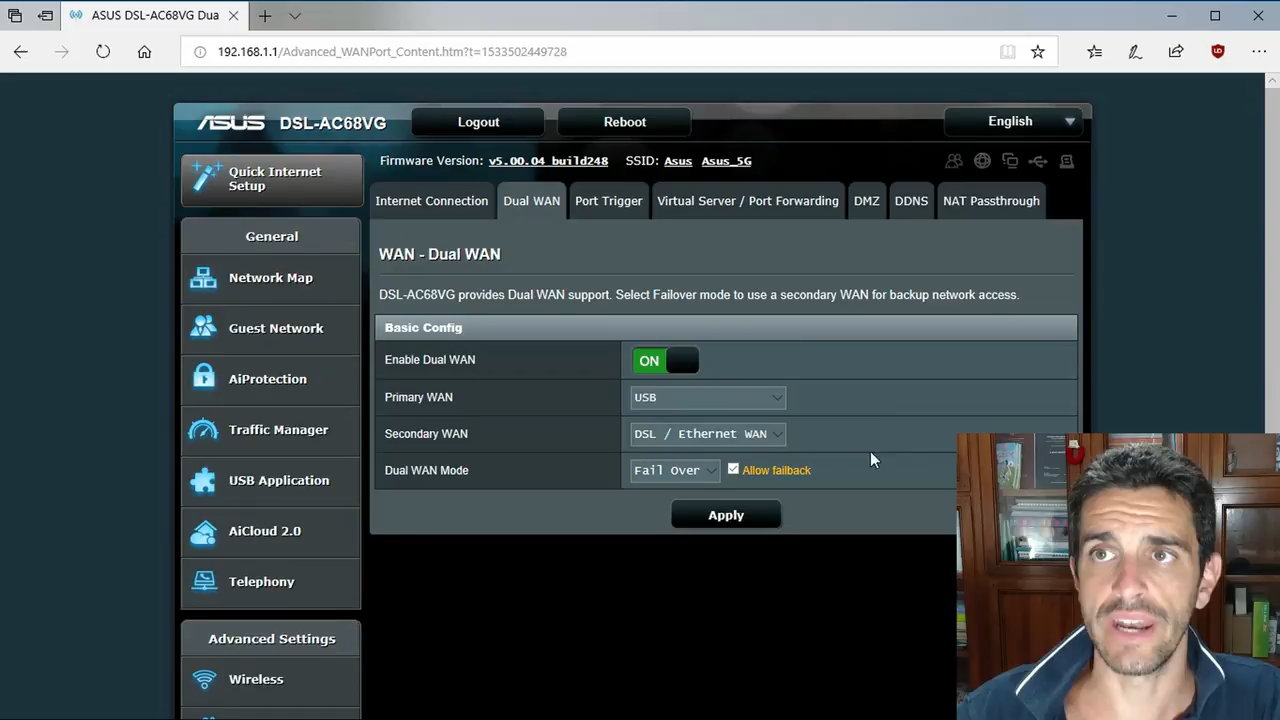 ASUS DSL-AC68VG Dua
192.168.1.1/Advanced_WANPort_Content.htm?t=1533502449728
ASUS DSL-AC68VG Logout Reboot English
Quick Internet
Setup
Firmware Version: v5.00.04_build248 SSID: Asus Asus_5G
Internet Connection Dual WAN Port Trigger Virtual Server / Port Forwarding DMZ DDNS NAT Passthrough
General
Network Map
Guest Network
AiProtection
Traffic Manager
USB Application
AiCloud 2.0
Telephony
Advanced Settings
Wireless
WAN - Dual WAN
DSL-AC68VG provides Dual WAN support. Select Failover mode to use a secondary WAN for backup network access.
Basic Config
Enable Dual WAN ON
Primary WAN USB
Secondary WAN DSL / Ethernet WAN
Dual WAN Mode Fail Over Allow failback
Apply